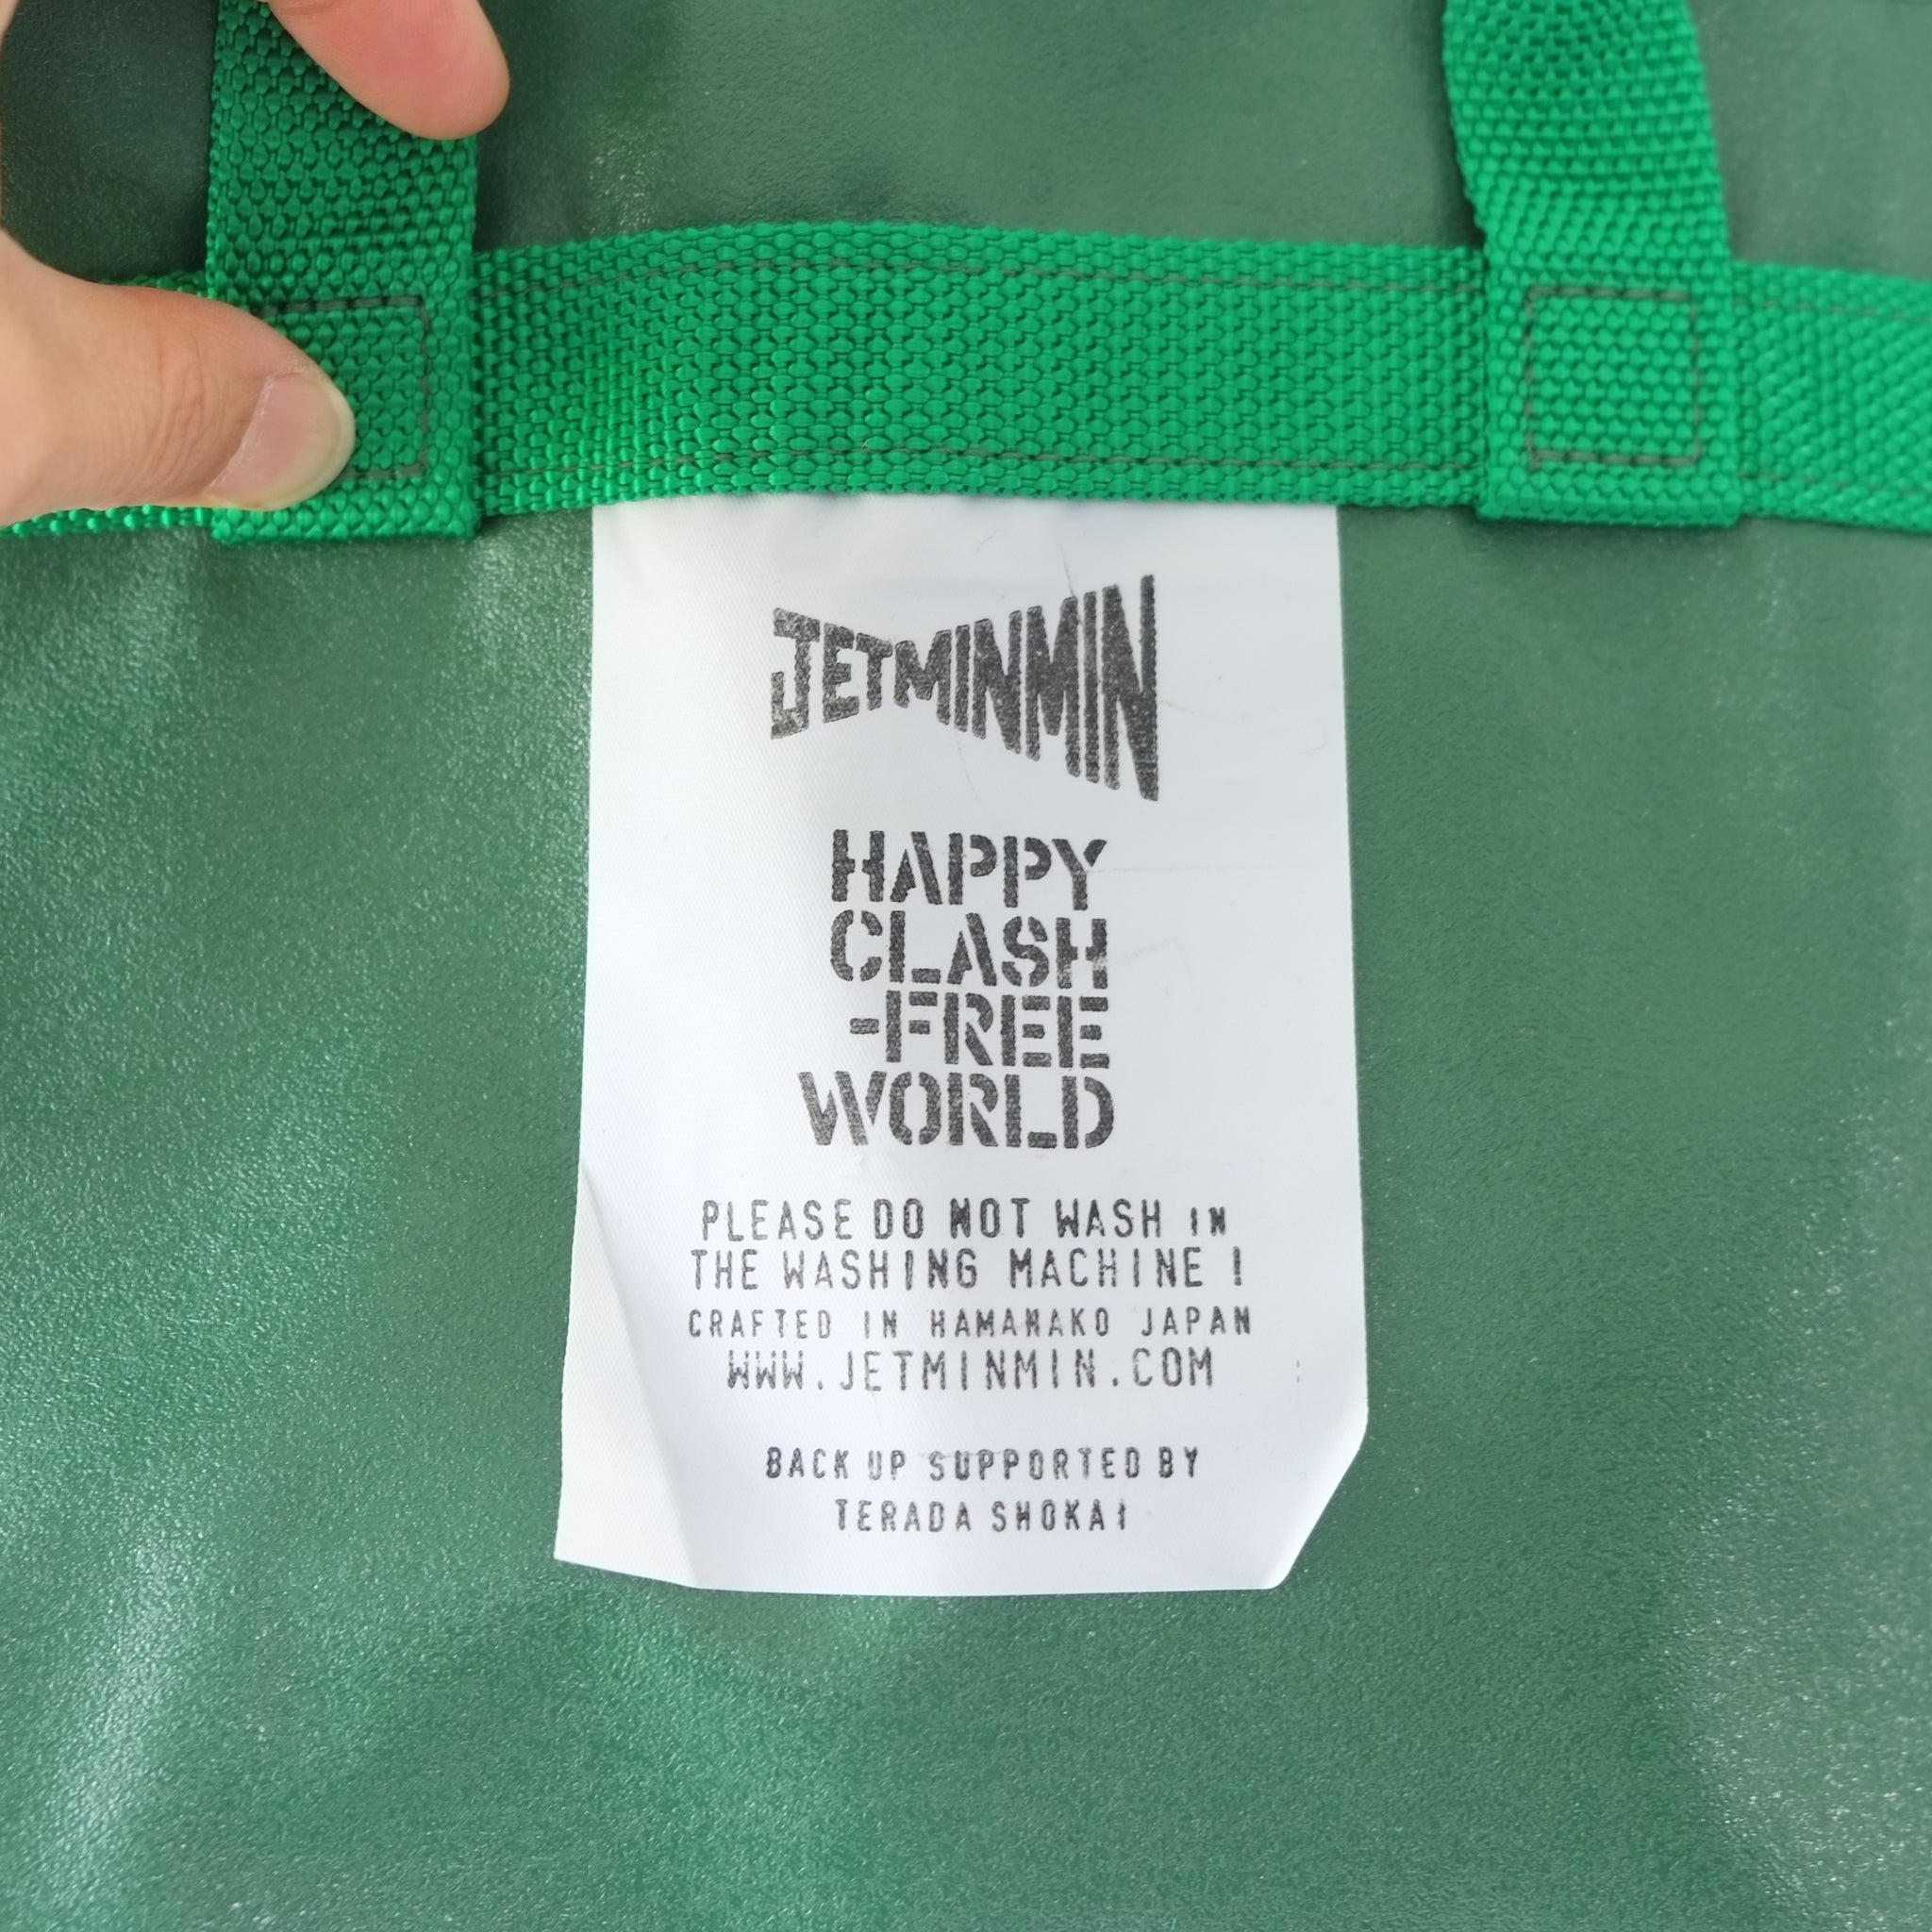 JETMINMIN
HAPPY
CLASH
-FREE
WORLD
PLEASE DO NOT WASH IN
THE WASHING MACHINE !
CRAFTED IN HAMANAKO JAPAN
WWW.JETMINMIN.COM
BACK UP SUPPORTED BY
TERADA SHOKAI